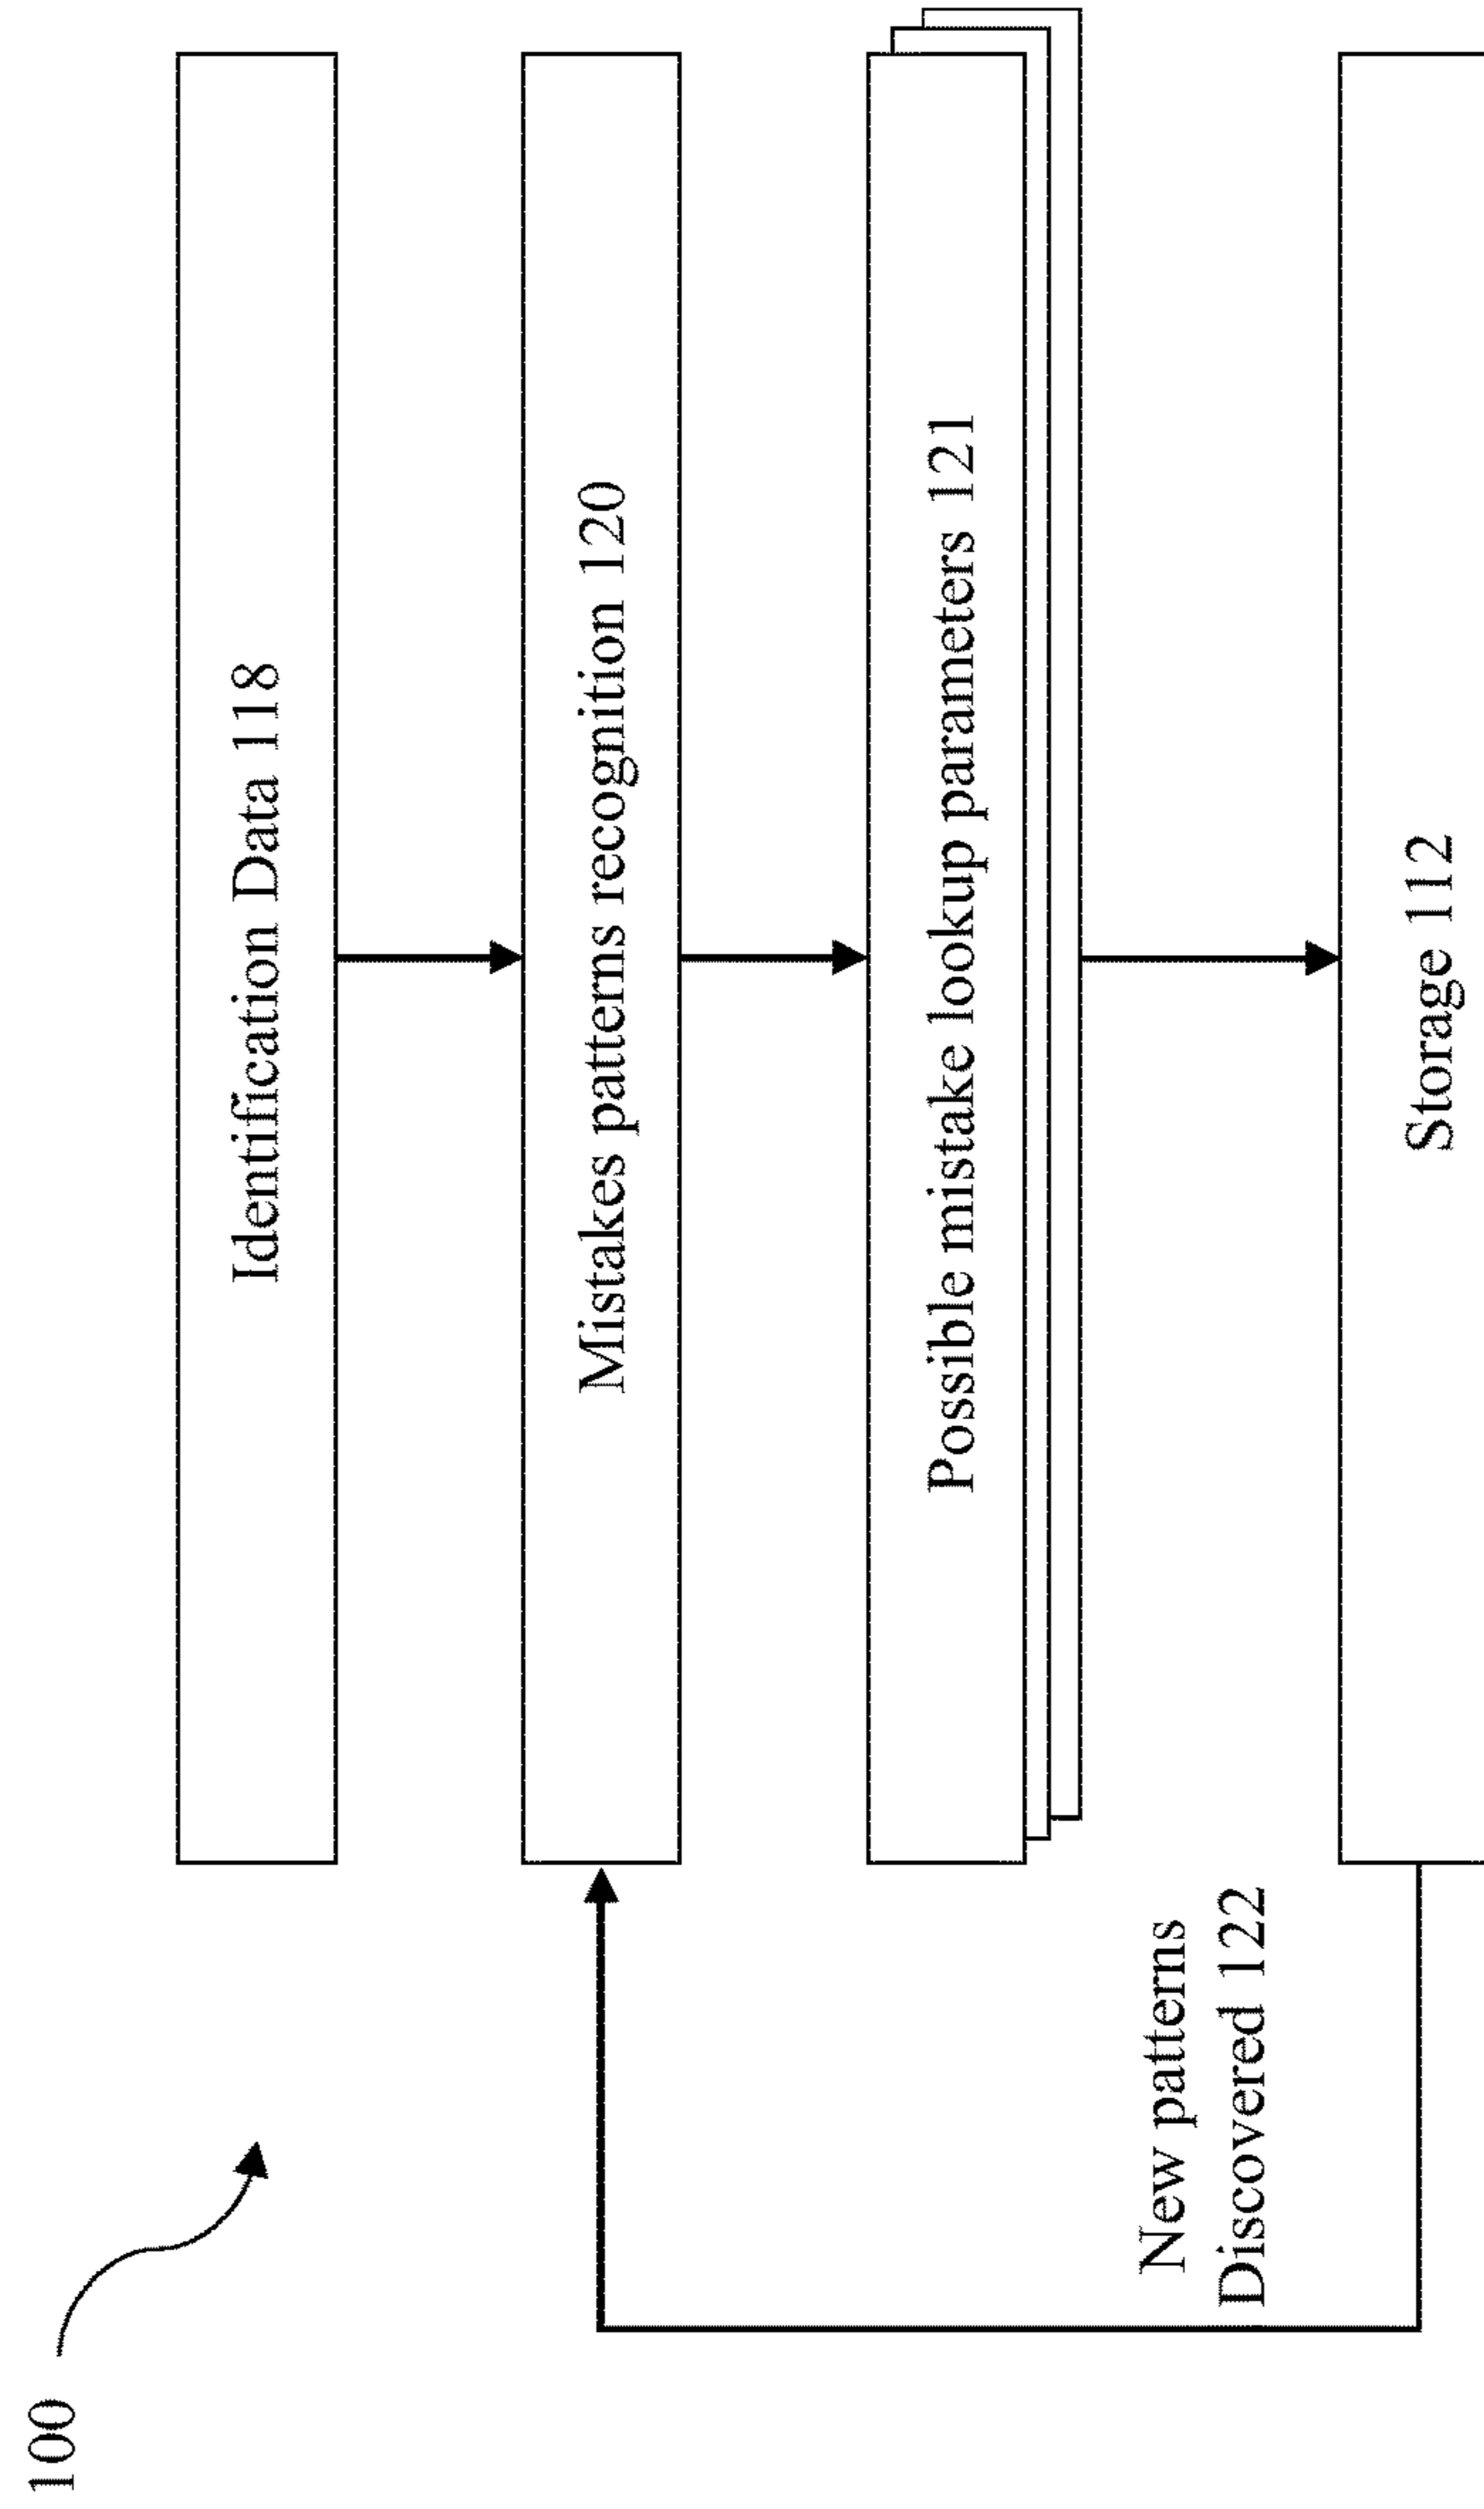 100
Identification Data 118
Mistakes patterns recognition 120
Possible mistake lookup parameters 121
New patterns
Discovered 122
Storage 112